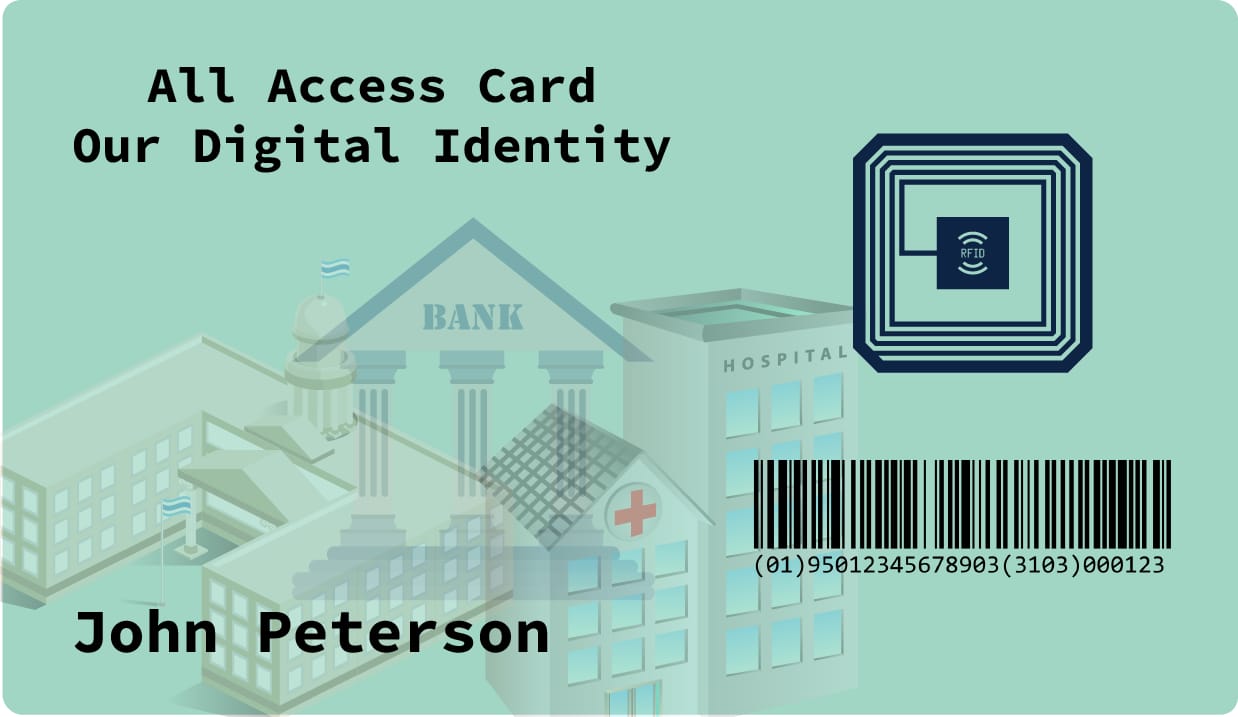 All Access Card
Our Digital Identity
RFID
BANK
HOSPITAL
(01)95012345678903(3103)000123
John Peterson